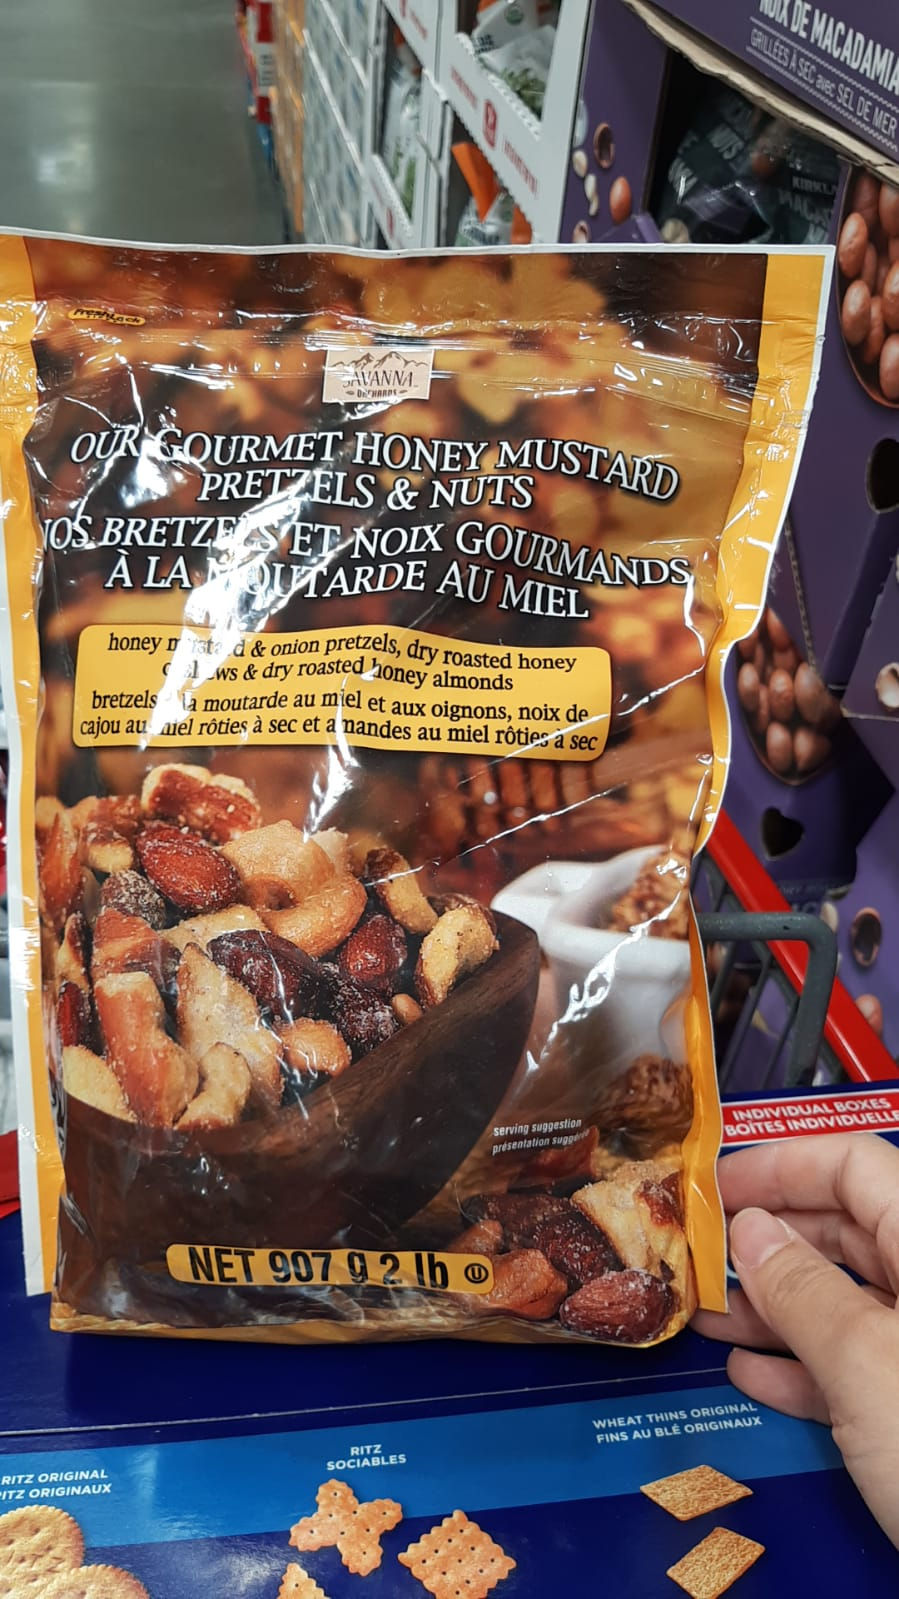 NOIX DE MACADAMIA
GRILLÉES À SEC avec SEL DE MER
FreshLock
SAVANNA
ORCHARDS
OUR GOURMET HONEY MUSTARD
PRETZELS & NUTS
NOS BRETZELS ET NOIX GOURMANDS
À LA MOUTARDE AU MIEL
honey mustard & onion pretzels, dry roasted honey
cashews & dry roasted honey almonds
bretzels à la moutarde au miel et aux oignons, noix de
cajou au miel rôties à sec et amandes au miel rôties à sec
serving suggestion
présentation suggérée
NET 907 g 2 lb U
INDIVIDUAL BOXES
BOÎTES INDIVIDUELLE
WHEAT THINS ORIGINAL
FINS AU BLÉ ORIGINAUX
RITZ
SOCIABLES
RITZ ORIGINAL
RITZ ORIGINAUX